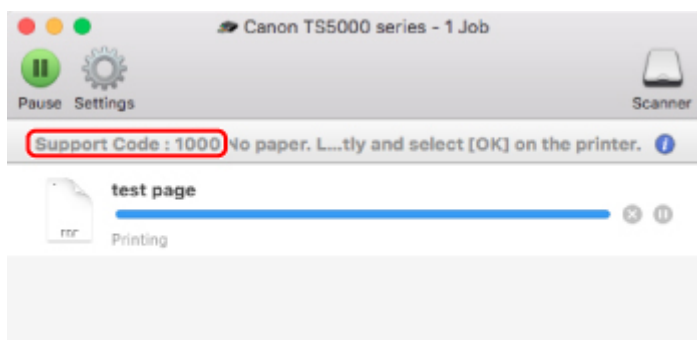 Canon TS5000 series - 1 Job
Pause Settings Scanner
Support Code : 1000 No paper. L...tly and select [OK] on the printer.
test page
Printing